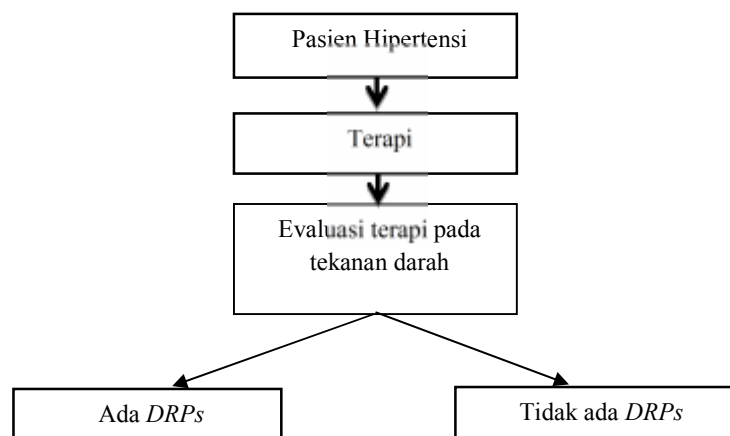 Pasien Hipertensi
Terapi
Evaluasi terapi pada
tekanan darah
Ada DRPs
Tidak ada DRPs